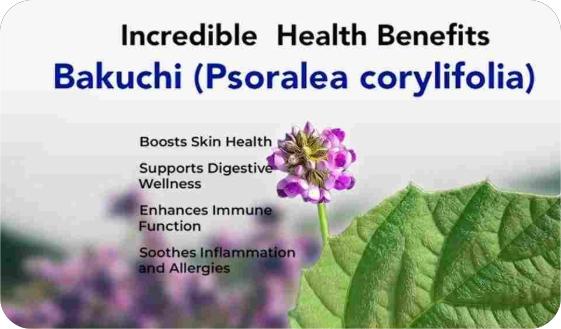 Incredible Health Benefits
Bakuchi (Psoralea corylifolia)
Boosts Skin Health
Supports Digestive
Wellness
Enhances Immune
Function
Soothes Inflammation
and Allergies